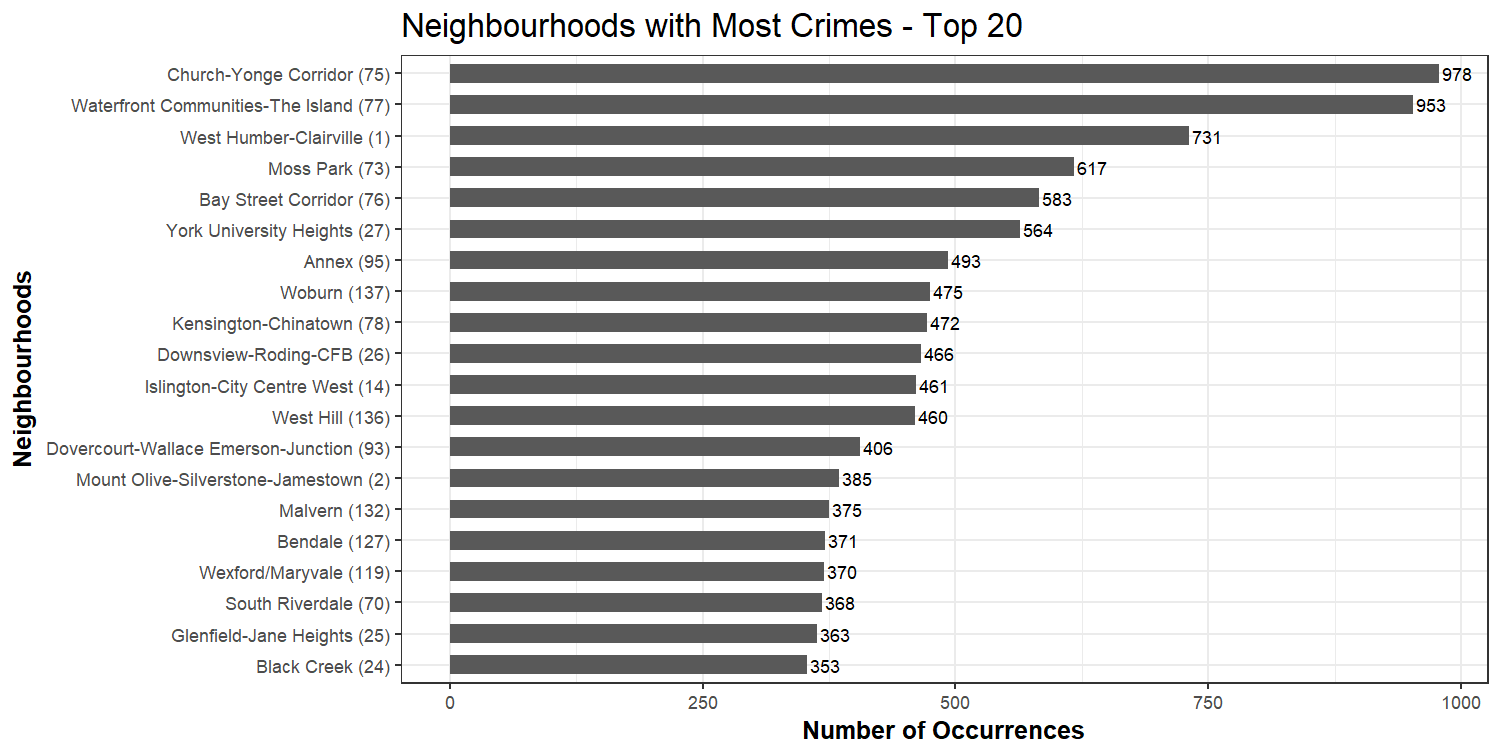 Neighbourhoods with Most Crimes - Top 20
Neighbourhoods
Church-Yonge Corridor (75) 978
Waterfront Communities-The Island (77) 953
West Humber-Clairville (1) 731
Moss Park (73) 617
Bay Street Corridor (76) 583
York University Heights (27) 564
Annex (95) 493
Woburn (137) 475
Kensington-Chinatown (78) 472
Downsview-Roding-CFB (26) 466
Islington-City Centre West (14) 461
West Hill (136) 460
Dovercourt-Wallace Emerson-Junction (93) 406
Mount Olive-Silverstone-Jamestown (2) 385
Malvern (132) 375
Bendale (127) 371
Wexford/Maryvale (119) 370
South Riverdale (70) 368
Glenfield-Jane Heights (25) 363
Black Creek (24) 353
0 250 500 750 1000
Number of Occurrences